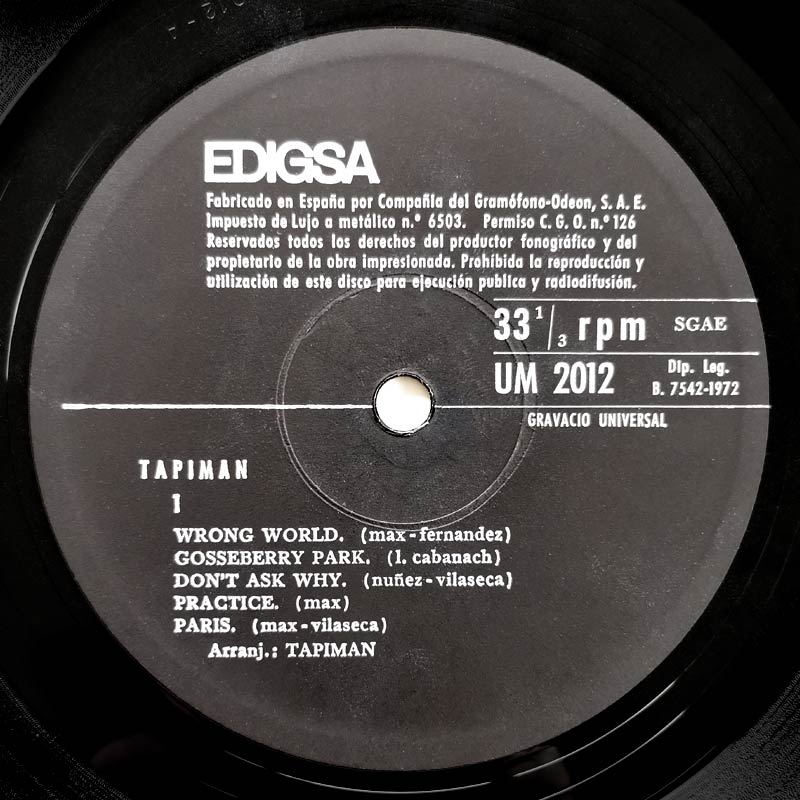 EDIGSA
Fabricado en España por Compañia del Gramófono-Odeon, S. A. E.
Impuesto de Lujo a metálico n.º 6503. Permiso C. G. O. n.º 126
Reservados todos los derechos del productor fonográfico y del
propietario de la obra impresionada. Prohibida la reproducción y
utilización de este disco para ejecución publica y radiodifusión.
33 1/3 rpm SGAE
UM 2012 Dip. Leg.
B. 7542-1972
GRAVACIO UNIVERSAL
TAPIMAN
1
WRONG WORLD. (max-fernandez)
GOSSEBERRY PARK. (l. cabanach)
DON'T ASK WHY. (nuñez-vilaseca)
PRACTICE. (max)
PARIS. (max-vilaseca)
Arranj.: TAPIMAN